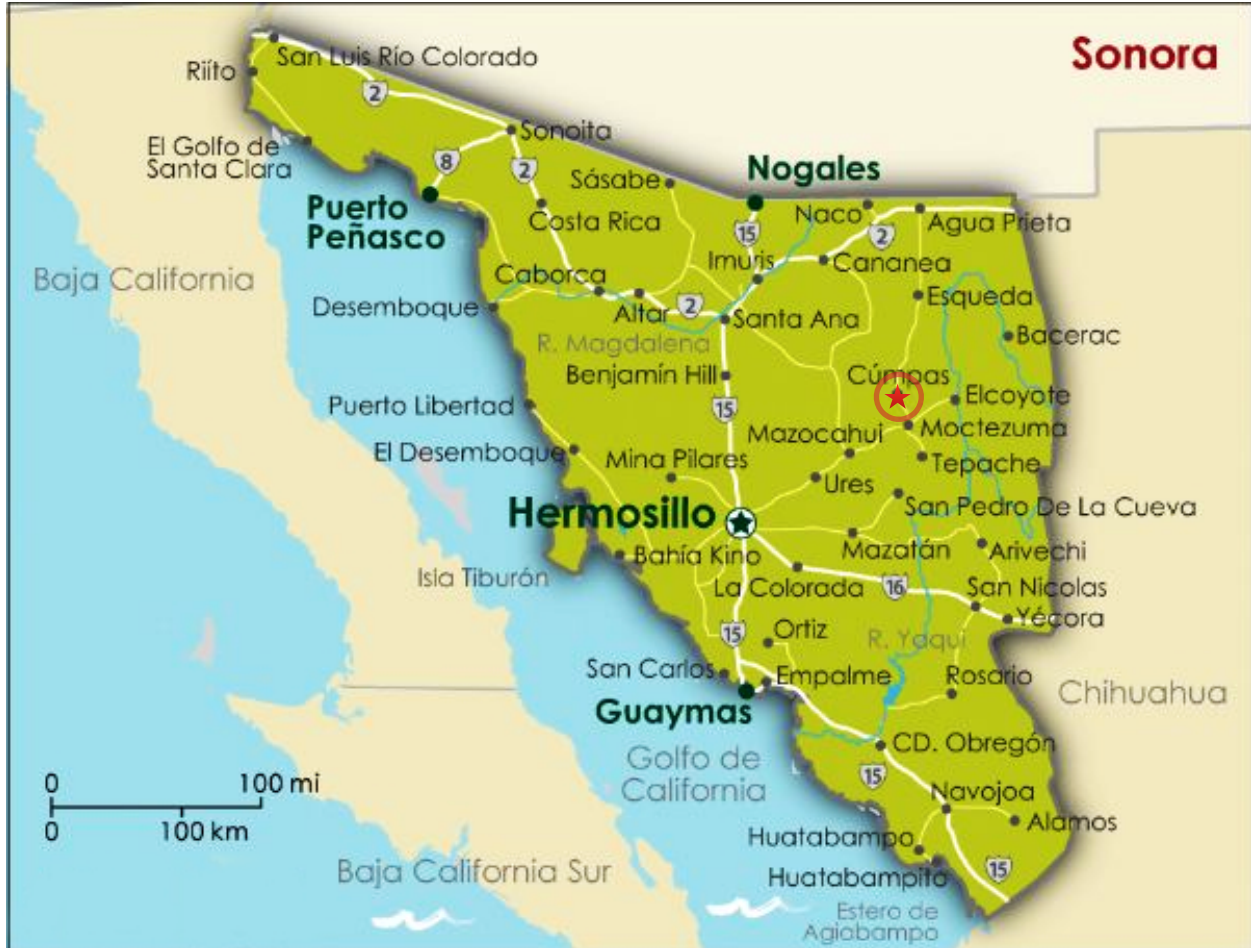 Sonora
San Luis Río Colorado
Riíto
2
Sonoita
El Golfo de
Santa Clara
8
2
Sásabe
Nogales
Puerto
Peñasco
Costa Rica
15
Naco
2
Agua Prieta
Baja California
Caborca
Imuris
Cananea
Desemboque
Altar
2
Santa Ana
Esqueda
R. Magdalena
Bacerac
Benjamín Hill
Cúmpas
Puerto Libertad
15
Elcoyote
El Desemboque
Mazocahui
Moctezuma
Mina Pilares
Ures
Tepache
Hermosillo
San Pedro De La Cueva
Bahía Kino
Mazatán
Arivechi
Isla Tiburón
La Colorada
16
San Nicolas
Yécora
15
Ortiz
R. Yaqui
San Carlos
Empalme
Rosario
Chihuahua
Guaymas
Golfo de
California
CD. Obregón
0 100 mi
0 100 km
15
Navojoa
Alamos
Huatabampo
Baja California Sur
Huatabampito
15
Estero de
Agiabampo